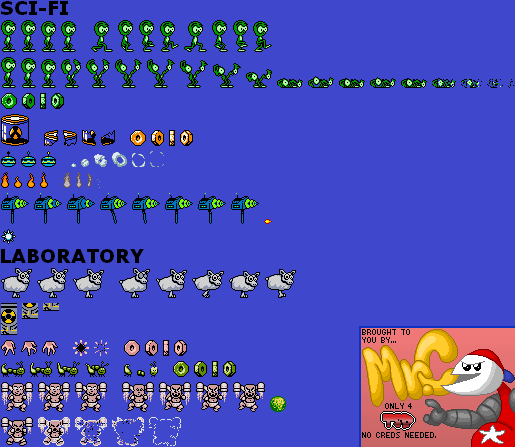 SCI-FI
LABORATORY
BROUGHT TO
YOU BY...
Mr. C
ONLY 4
NO CREDS NEEDED.